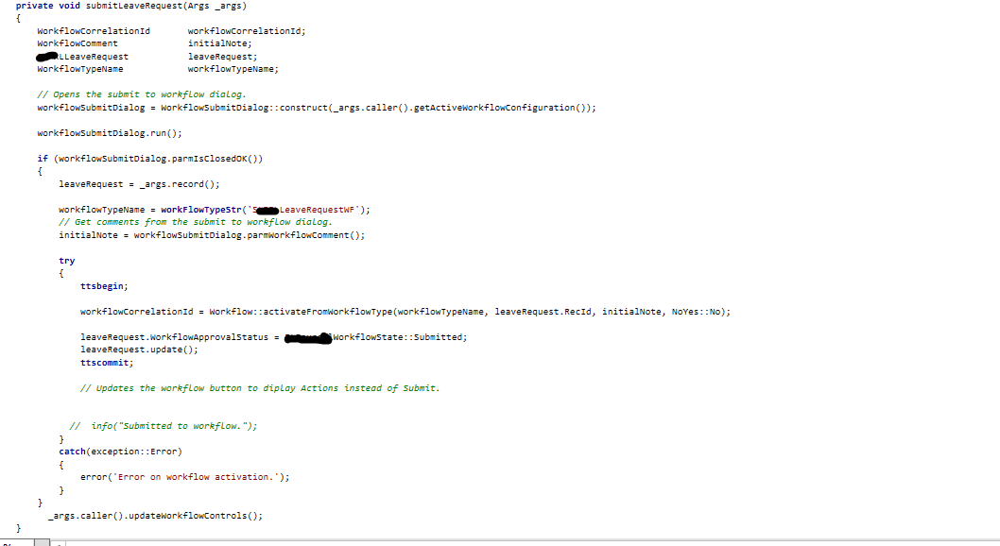 private void submitLeaveRequest(Args _args)
{
WorkflowCorrelationId workflowCorrelationId;
WorkflowComment initialNote;
LLeaveRequest leaveRequest;
WorkflowTypeName workflowTypeName;
// Opens the submit to workflow dialog.
workflowSubmitDialog = WorkflowSubmitDialog::construct(_args.caller().getActiveWorkflowConfiguration());
workflowSubmitDialog.run();
if (workflowSubmitDialog.parmIsClosedOK())
{
leaveRequest = _args.record();
workflowTypeName = workFlowTypeStr('S LeaveRequestWF');
// Get comments from the submit to workflow dialog.
initialNote = workflowSubmitDialog.parmWorkflowComment();
try
{
ttsbegin;
workflowCorrelationId = Workflow::activateFromWorkflowType(workflowTypeName, leaveRequest.RecId, initialNote, NoYes::No);
leaveRequest.WorkflowApprovalStatus = WorkflowState::Submitted;
leaveRequest.update();
ttscommit;
// Updates the workflow button to diplay Actions instead of Submit.
// info("Submitted to workflow.");
}
catch(exception::Error)
{
error('Error on workflow activation.');
}
}
_args.caller().updateWorkflowControls();
}